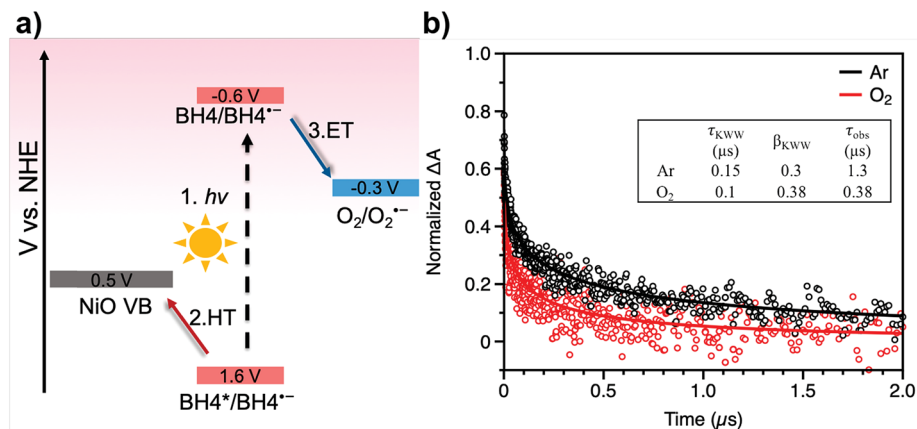 a)
V vs. NHE
-0.6 V
BH4/BH4•−
3.ET
-0.3 V
O₂/O₂•−
1. hv
0.5 V
NiO VB
2.HT
1.6 V
BH4*/BH4•−
b)
Normalized ΔA
1.0
0.8
0.6
0.4
0.2
0
Ar
O₂
τKWW (µs) βKWW τobs (µs)
Ar 0.15 0.3 1.3
O₂ 0.1 0.38 0.38
0 0.5 1.0 1.5 2.0
Time (µs)